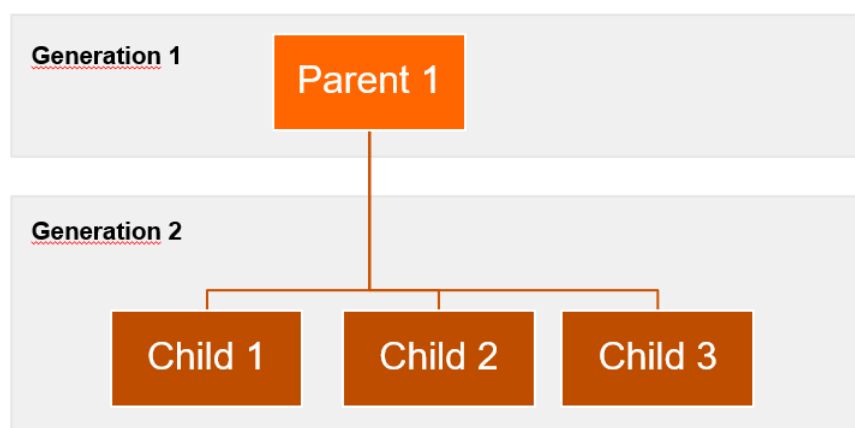 Generation 1
Parent 1
Generation 2
Child 1
Child 2
Child 3